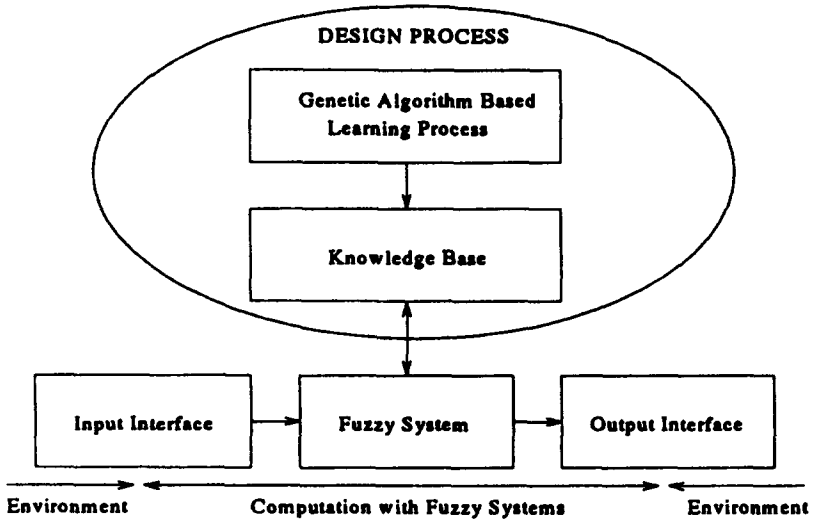 DESIGN PROCESS
Genetic Algorithm Based
Learning Process
Knowledge Base
Input Interface
Fuzzy System
Output Interface
Environment
Computation with Fuzzy Systems
Environment